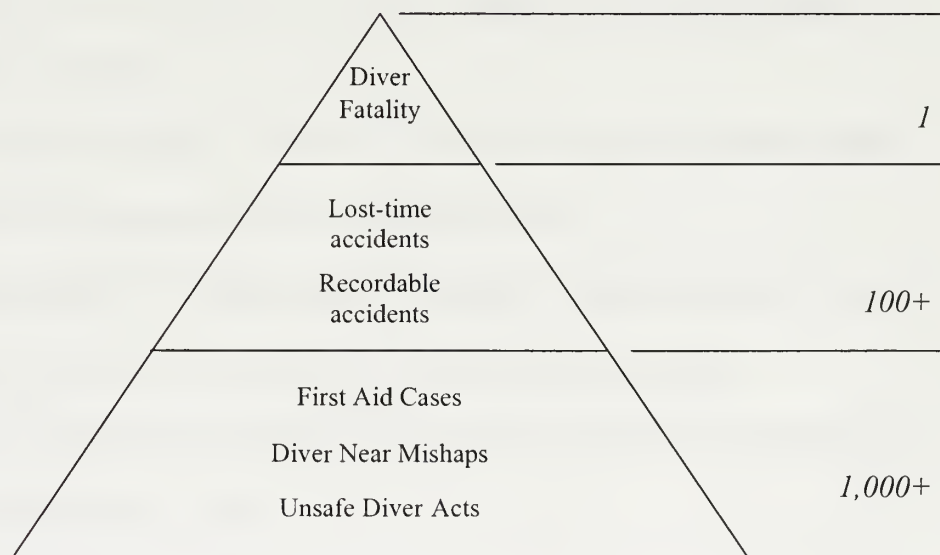 Diver
Fatality
1
Lost-time
accidents
Recordable
accidents
100+
First Aid Cases
Diver Near Mishaps
Unsafe Diver Acts
1,000+